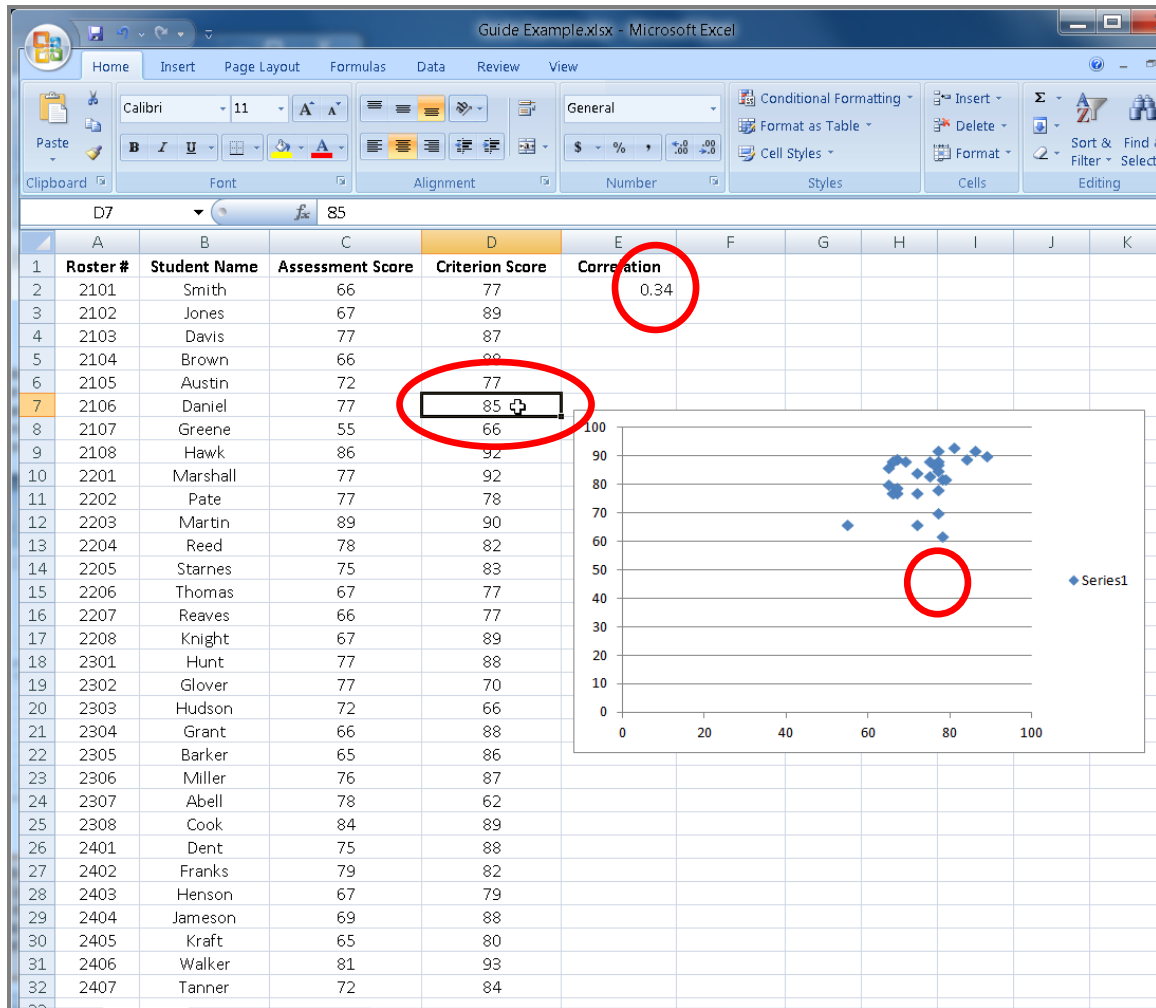 Guide Example.xlsx - Microsoft Excel
Home Insert Page Layout Formulas Data Review View
Paste
Calibri 11 A A
B I U A
General
$ % , .00 .0
Conditional Formatting
Format as Table
Cell Styles
Insert
Delete
Format
Σ
Sort & Filter
Find & Select
Clipboard Font Alignment Number Styles Cells Editing
D7 fx 85
A B C D E F G H I J K
1 Roster # Student Name Assessment Score Criterion Score Correlation
2 2101 Smith 66 77 0.34
3 2102 Jones 67 89
4 2103 Davis 77 87
5 2104 Brown 66 88
6 2105 Austin 72 77
7 2106 Daniel 77 85
8 2107 Greene 55 66
9 2108 Hawk 86 92
10 2201 Marshall 77 92
11 2202 Pate 77 78
12 2203 Martin 89 90
13 2204 Reed 78 82
14 2205 Starnes 75 83
15 2206 Thomas 67 77
16 2207 Reaves 66 77
17 2208 Knight 67 89
18 2301 Hunt 77 88
19 2302 Glover 77 70
20 2303 Hudson 72 66
21 2304 Grant 66 88
22 2305 Barker 65 86
23 2306 Miller 76 87
24 2307 Abell 78 62
25 2308 Cook 84 89
26 2401 Dent 75 88
27 2402 Franks 79 82
28 2403 Henson 67 79
29 2404 Jameson 69 88
30 2405 Kraft 65 80
31 2406 Walker 81 93
32 2407 Tanner 72 84
100
90
80
70
60
50
40
30
20
10
0
0 20 40 60 80 100
Series1